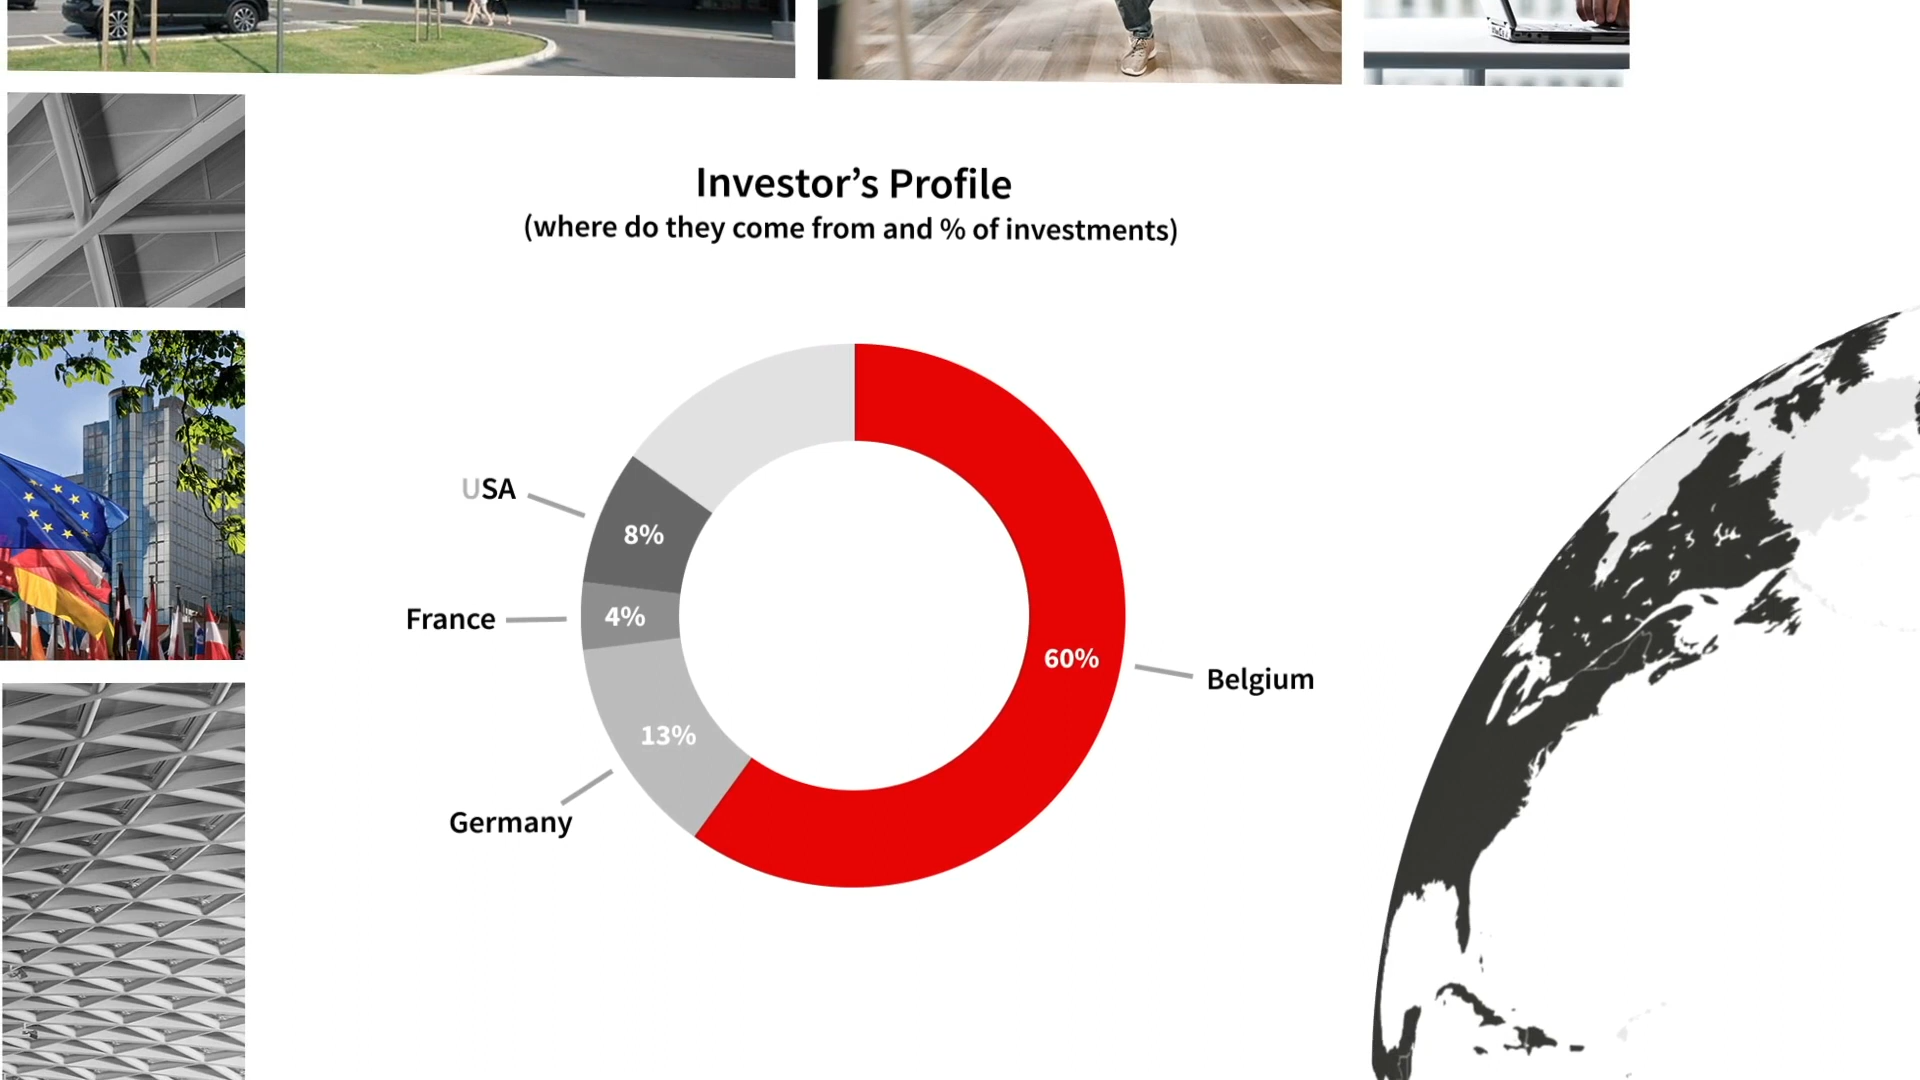 Investor’s Profile
(where do they come from and % of investments)
USA
8%
France
4%
60%
Belgium
13%
Germany